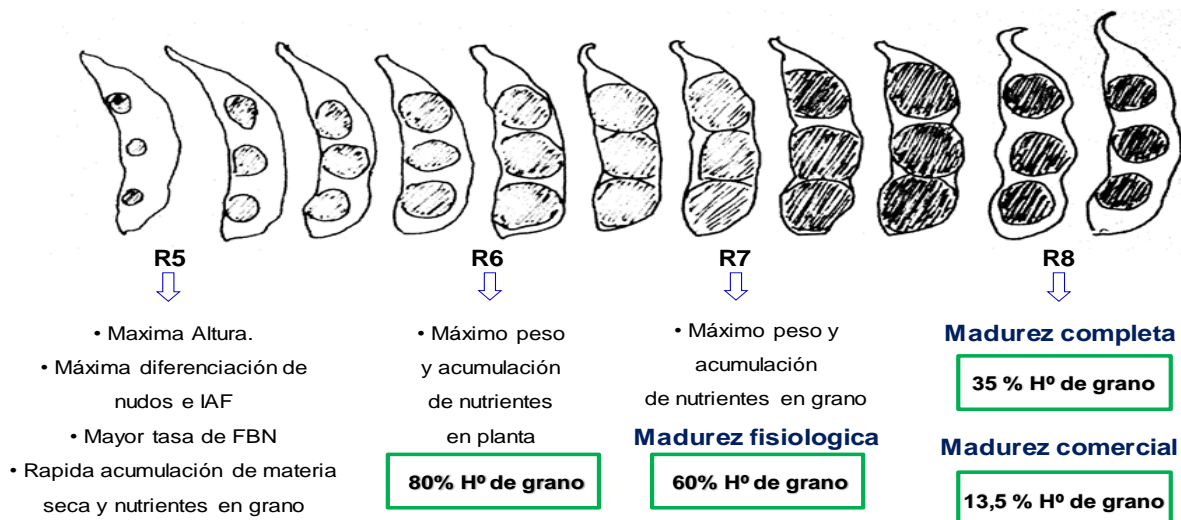 R5
• Maxima Altura.
• Máxima diferenciación de
nudos e IAF
• Mayor tasa de FBN
• Rapida acumulación de materia
seca y nutrientes en grano
R6
• Máximo peso
y acumulación
de nutrientes
en planta
80% Hº de grano
R7
• Máximo peso y
acumulación
de nutrientes en grano
Madurez fisiologica
60% Hº de grano
R8
Madurez completa
35 % Hº de grano
Madurez comercial
13,5 % Hº de grano